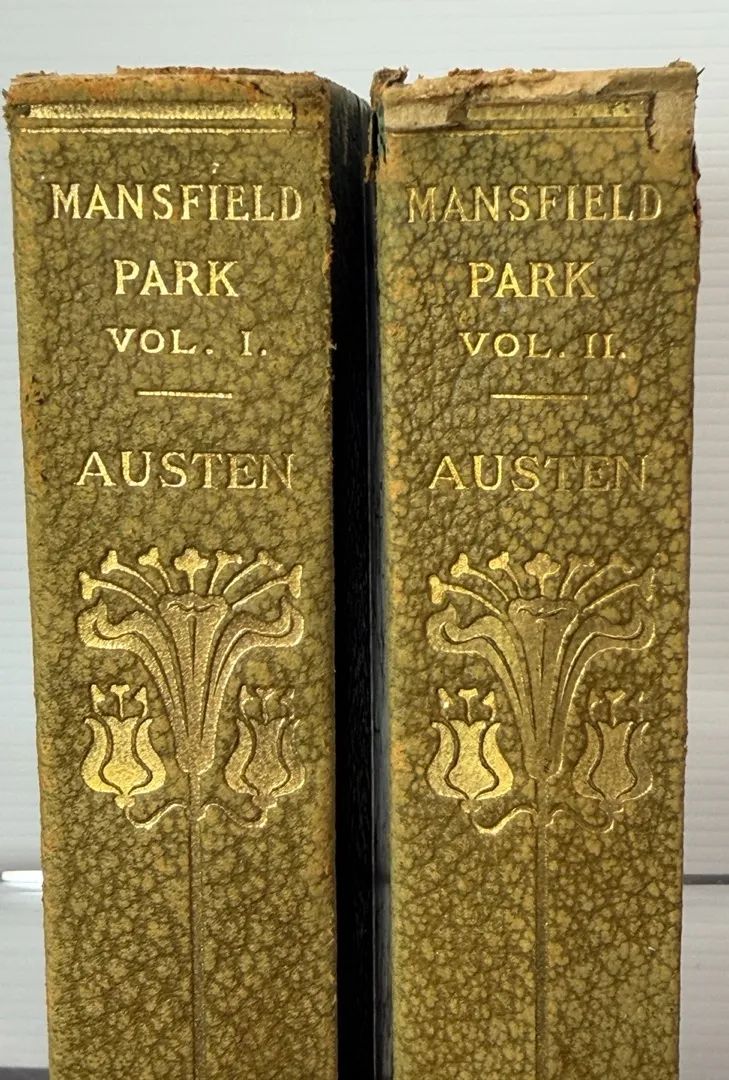 MANSFIELD
PARK
VOL. I.
AUSTEN
MANSFIELD
PARK
VOL. II.
AUSTEN